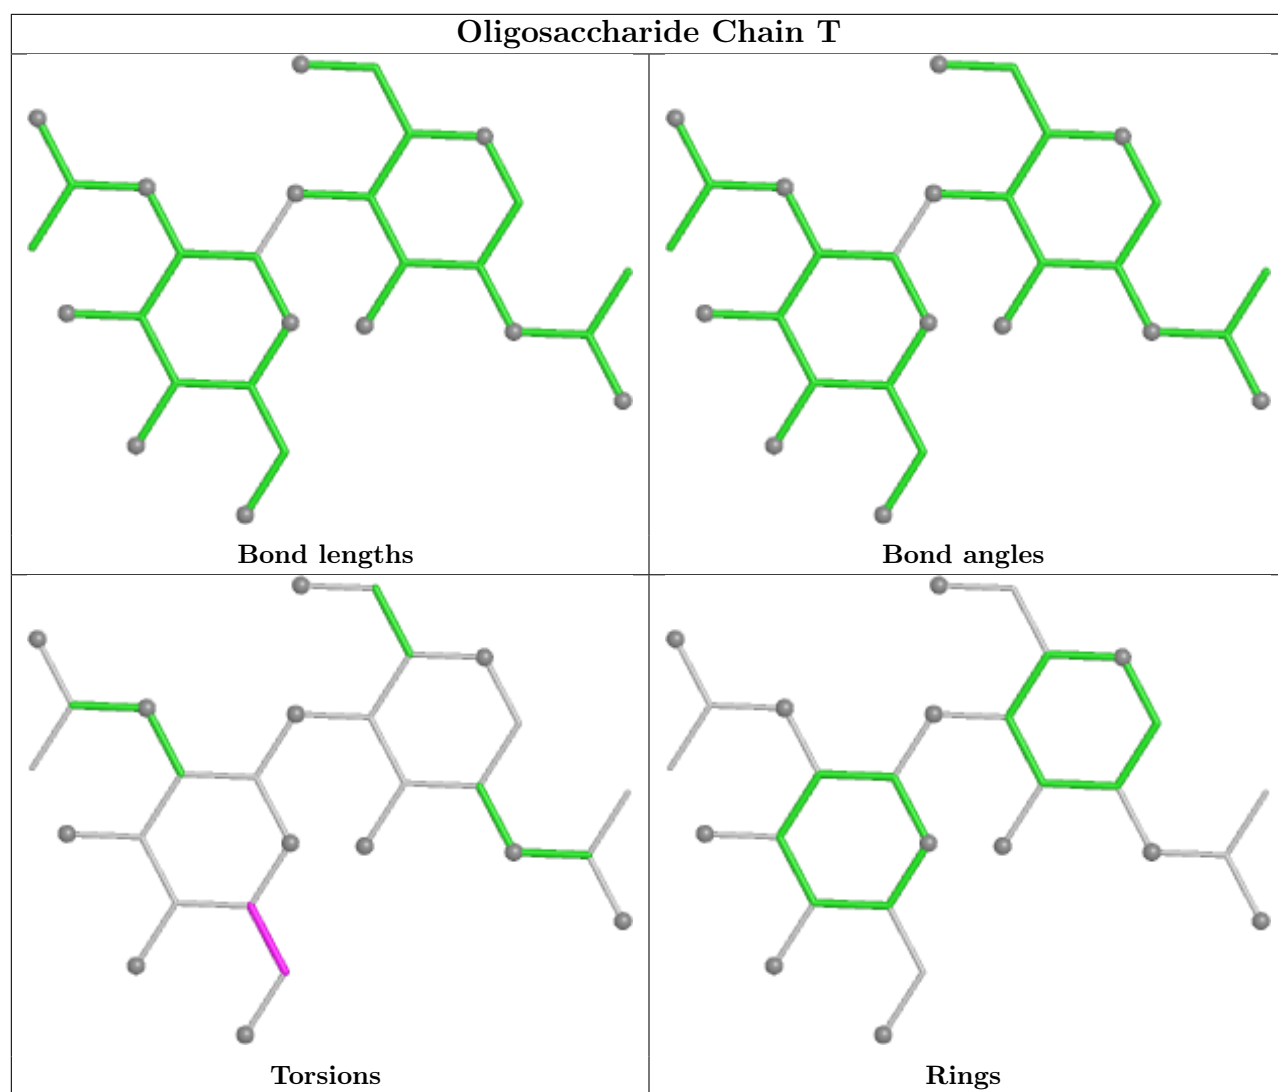 Oligosaccharide Chain T
Bond lengths
Bond angles
Torsions
Rings